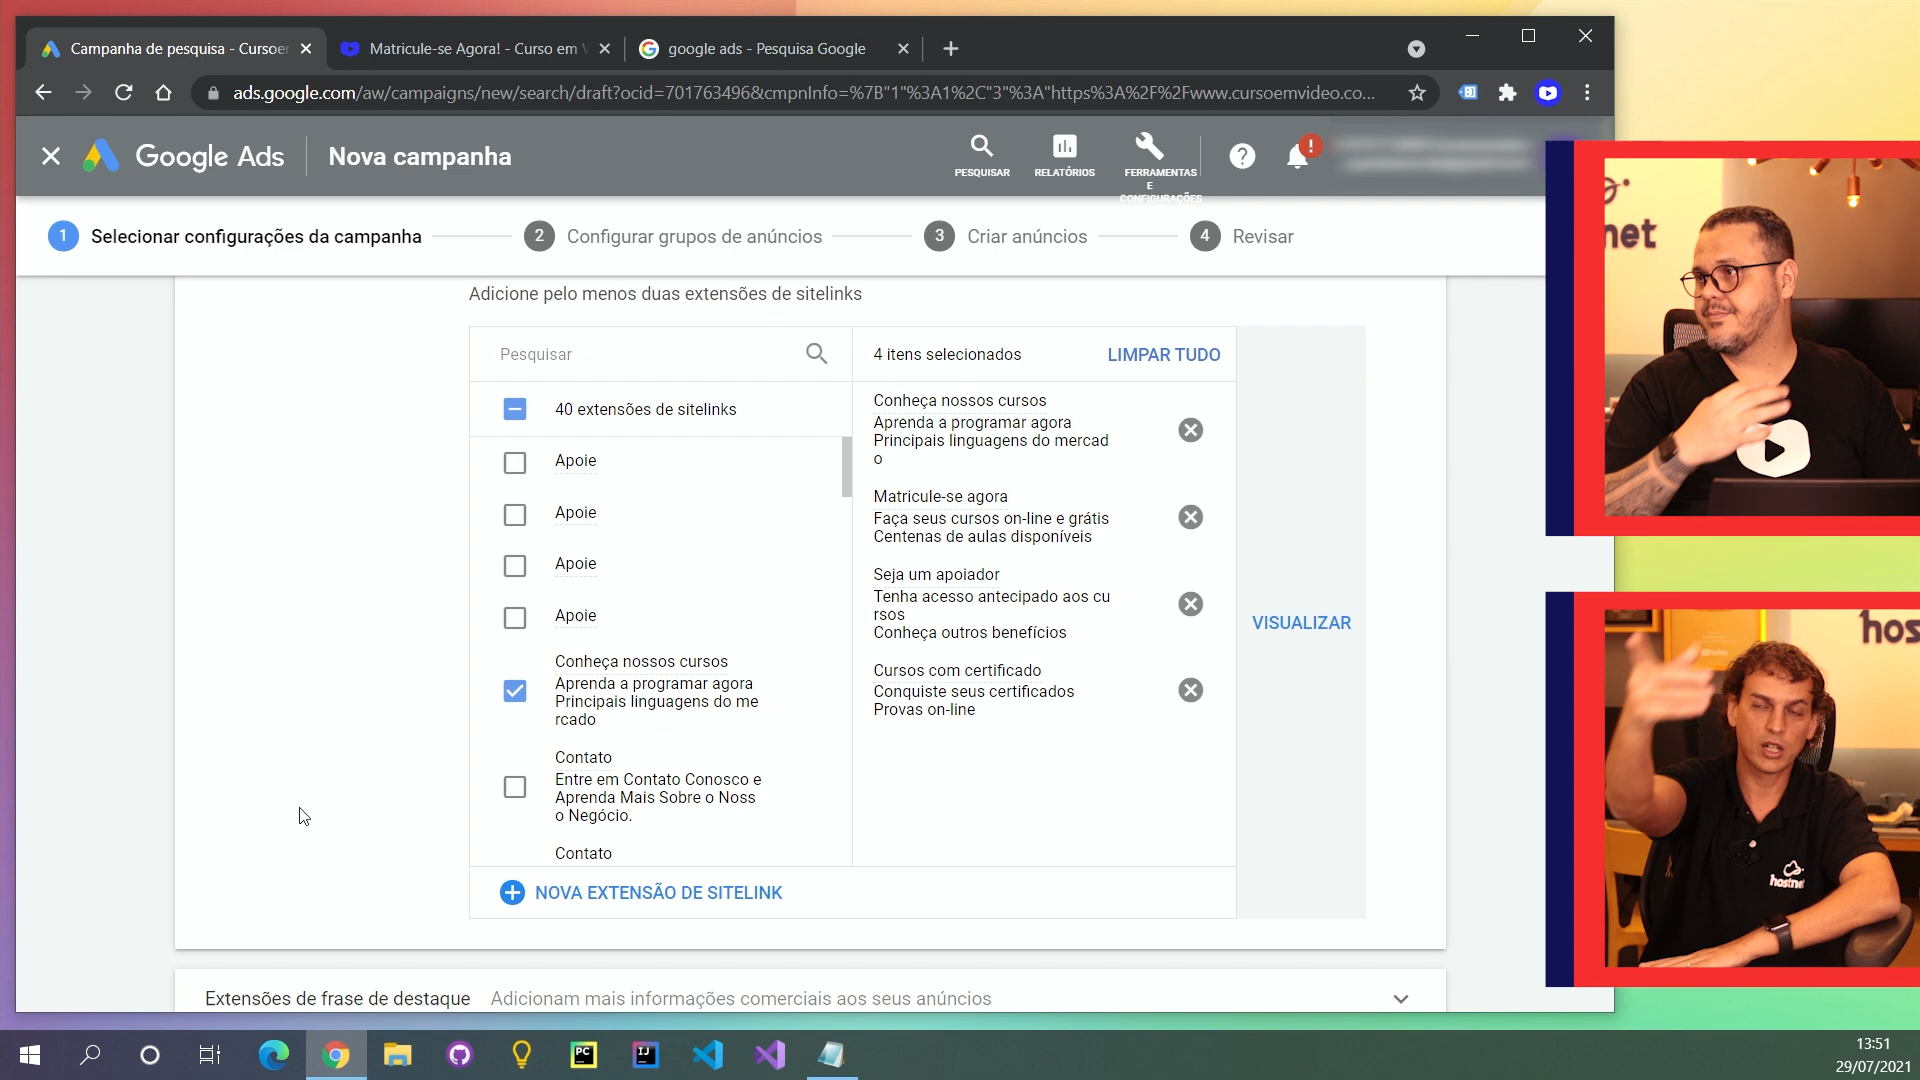 Campanha de pesquisa - Cursoem
Matricule-se Agora! - Curso em V
google ads - Pesquisa Google
ads.google.com/aw/campaigns/new/search/draft?ocid=701763496&cmpnInfo=%7B"1"%3A1%2C"3"%3A"https%3A%2F%2Fwww.cursoemvideo.co...
Google Ads
Nova campanha
PESQUISAR
RELATÓRIOS
FERRAMENTAS
E
CONFIGURAÇÕES
?
!
1 Selecionar configurações da campanha
2 Configurar grupos de anúncios
3 Criar anúncios
4 Revisar
Adicione pelo menos duas extensões de sitelinks
Pesquisar
40 extensões de sitelinks
Apoie
Apoie
Apoie
Apoie
Conheça nossos cursos
Aprenda a programar agora
Principais linguagens do me
rcado
Contato
Entre em Contato Conosco e
Aprenda Mais Sobre o Noss
o Negócio.
Contato
NOVA EXTENSÃO DE SITELINK
4 itens selecionados
LIMPAR TUDO
Conheça nossos cursos
Aprenda a programar agora
Principais linguagens do mercad
o
Matricule-se agora
Faça seus cursos on-line e grátis
Centenas de aulas disponíveis
Seja um apoiador
Tenha acesso antecipado aos cu
rsos
Conheça outros benefícios
Cursos com certificado
Conquiste seus certificados
Provas on-line
VISUALIZAR
Extensões de frase de destaque
Adicionam mais informações comerciais aos seus anúncios
net
hos
hostnet
PC
IJ
13:51
29/07/2021